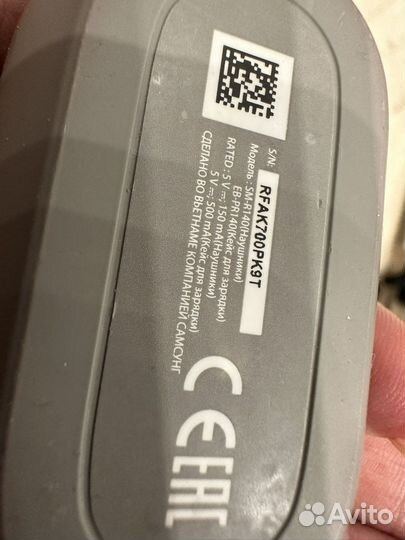 S/N:
RFAK700PK9T
Модель : SM-R140(Наушники)
EB-PR140(Кейс для зарядки)
RATED : 5 V⎓; 150 mA(Наушники)
5 V⎓; 500 mA(Кейс для зарядки)
СДЕЛАНО ВО ВЬЕТНАМЕ КОМПАНИЕЙ САМСУНГ
CE
EAC
Avito